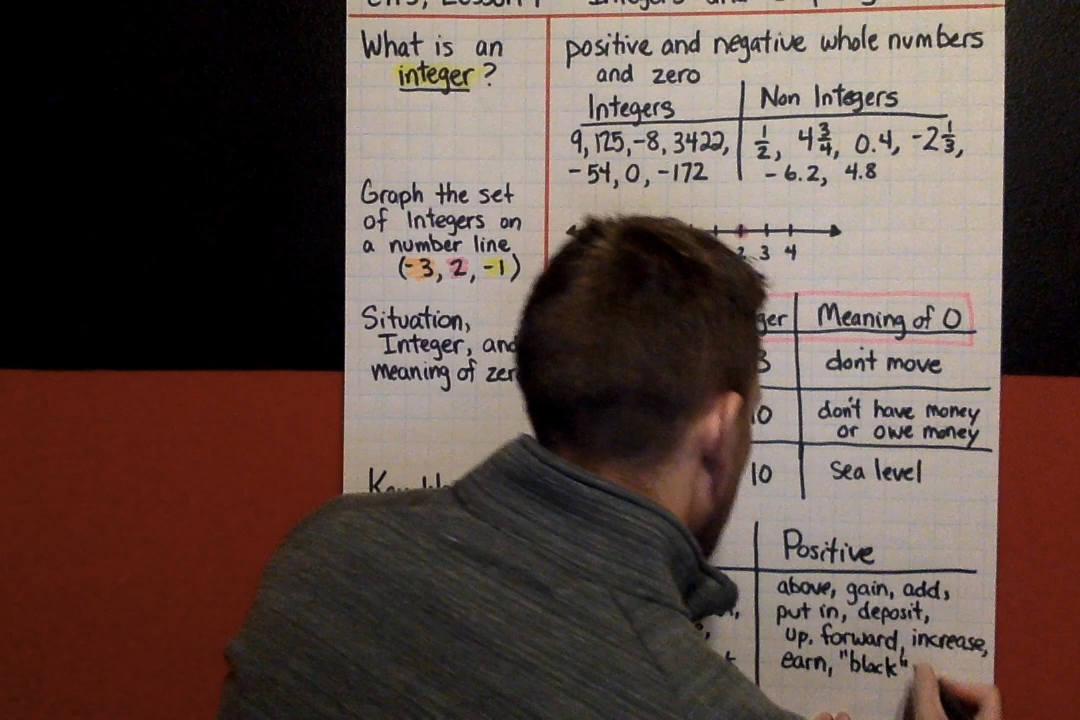 What is an
integer?
positive and negative whole numbers
and zero
Integers
Non Integers
9, 125, -8, 3422,
-54, 0, -172
1/2, 4 3/4, 0.4, -2 1/3,
-6.2, 4.8
Graph the set
of Integers on
a number line
(-3, 2, -1)
2 3 4
Situation,
Integer, and
meaning of
Meaning of 0
don't move
10
don't have money
or owe money
10
sea level
Positive
above, gain, add,
put in, deposit,
up, forward, increase,
earn, "black"